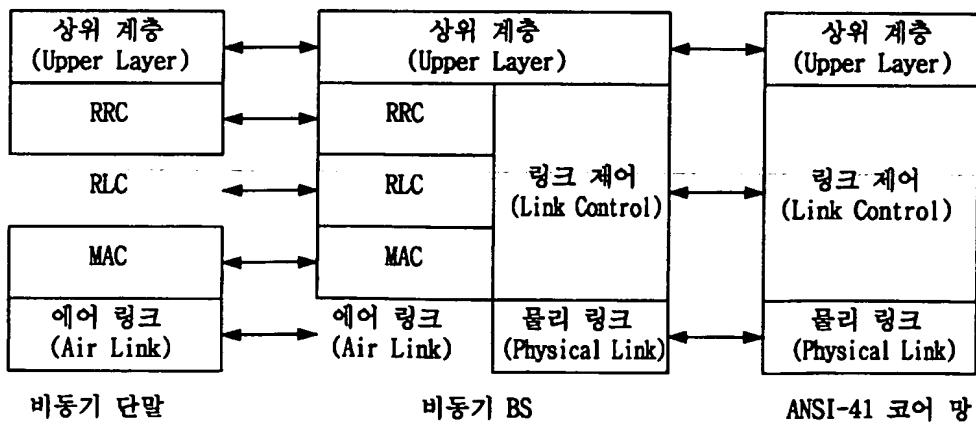 상위 계층
(Upper Layer)
RRC
RLC
MAC
에어 링크
(Air Link)
비동기 단말
상위 계층
(Upper Layer)
RRC
RLC
MAC
에어 링크
(Air Link)
링크 제어
(Link Control)
물리 링크
(Physical Link)
비동기 BS
상위 계층
(Upper Layer)
링크 제어
(Link Control)
물리 링크
(Physical Link)
ANSI-41 코어 망